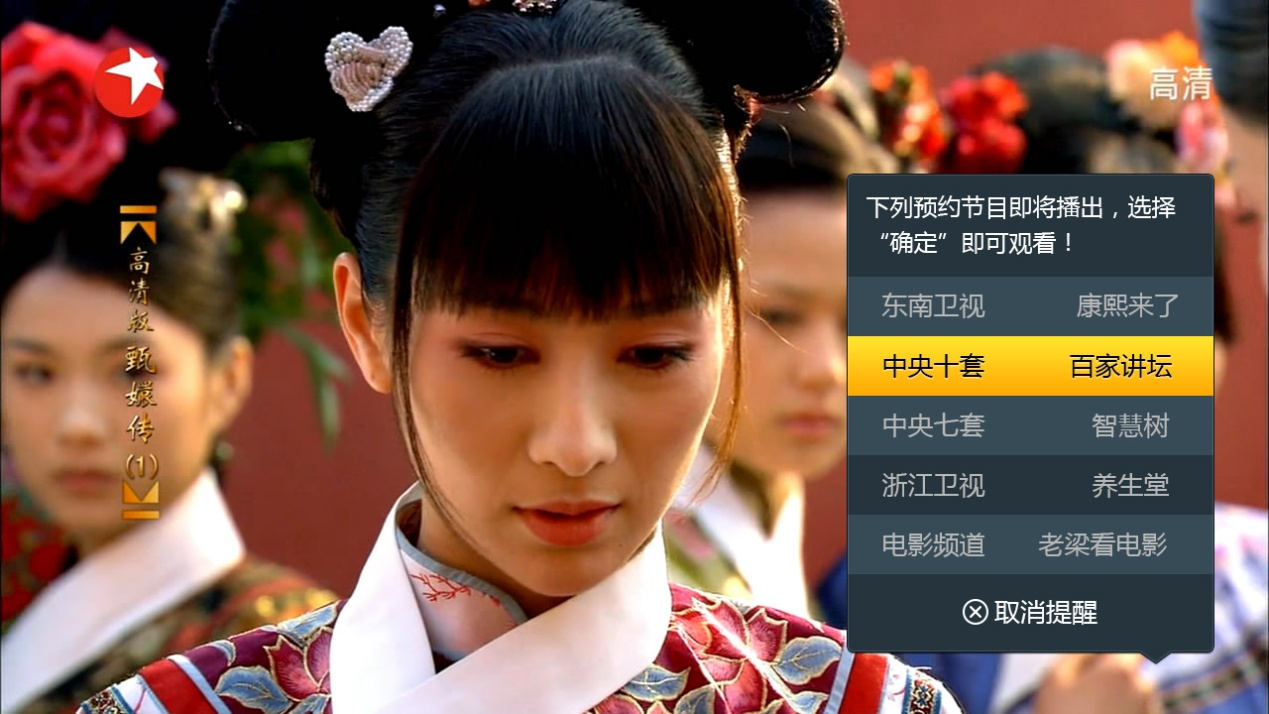 高清
高清版甄嬛传(1)
下列预约节目即将播出，选择
“确定”即可观看！
东南卫视 康熙来了
中央十套 百家讲坛
中央七套 智慧树
浙江卫视 养生堂
电影频道 老梁看电影
取消提醒